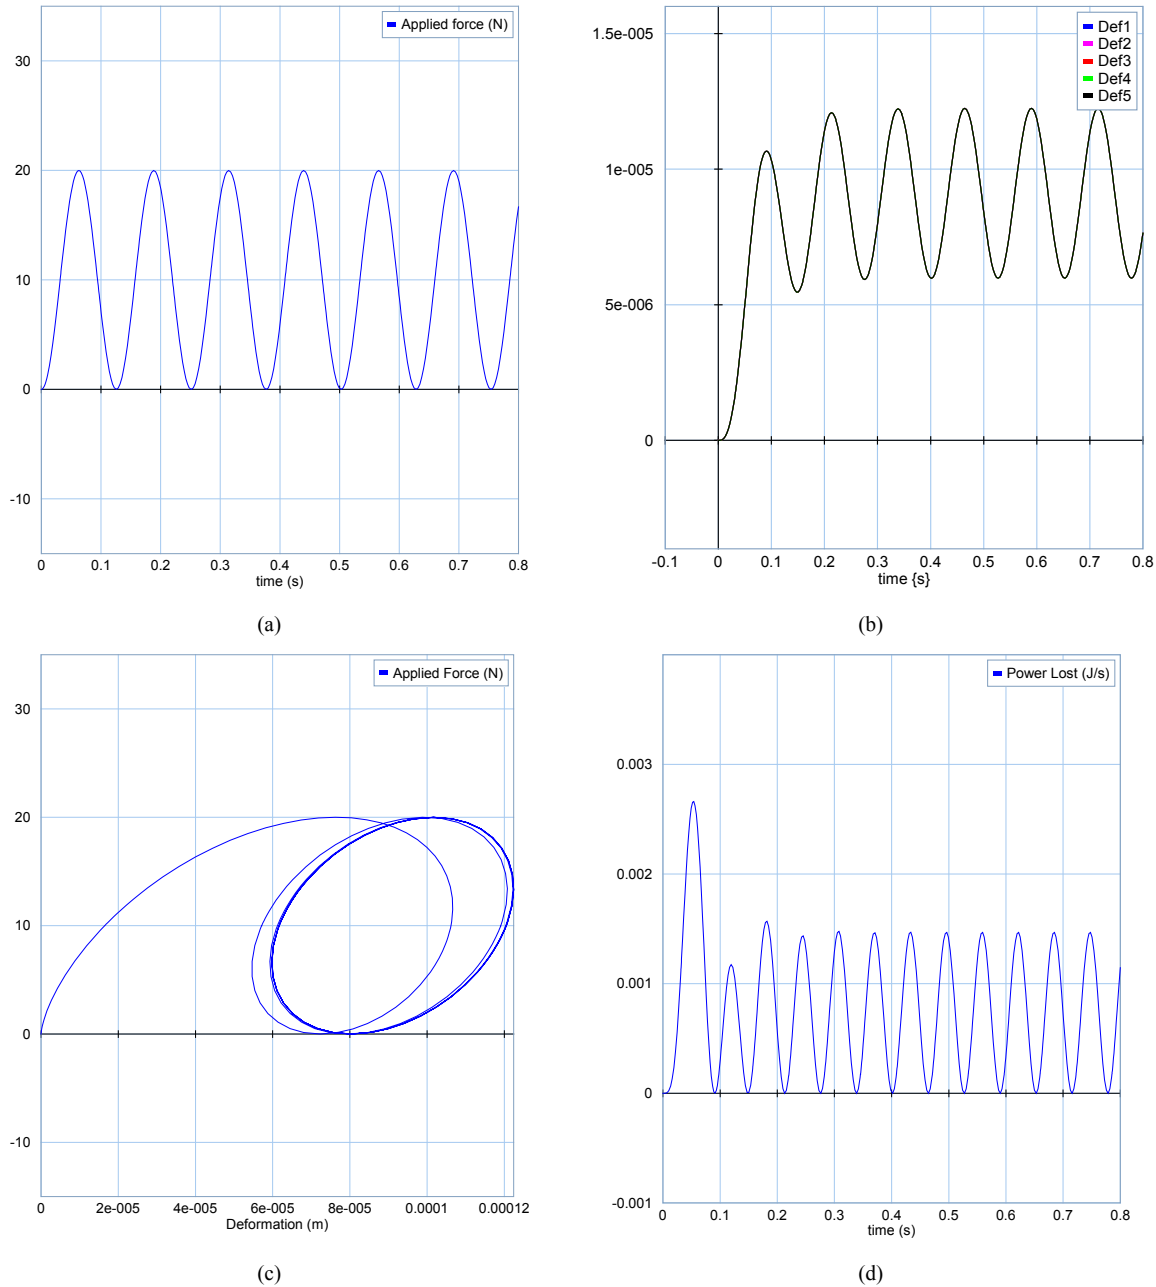 Applied force (N)
30
20
10
0
-10
0 0.1 0.2 0.3 0.4 0.5 0.6 0.7 0.8
time (s)
(a)
Def1
Def2
Def3
Def4
Def5
1.5e-005
1e-005
5e-006
0
-0.1 0 0.1 0.2 0.3 0.4 0.5 0.6 0.7 0.8
time {s}
(b)
Applied Force (N)
30
20
10
0
-10
0 2e-005 4e-005 6e-005 8e-005 0.0001 0.00012
Deformation (m)
(c)
Power Lost (J/s)
0.003
0.002
0.001
0
-0.001
0 0.1 0.2 0.3 0.4 0.5 0.6 0.7 0.8
time (s)
(d)